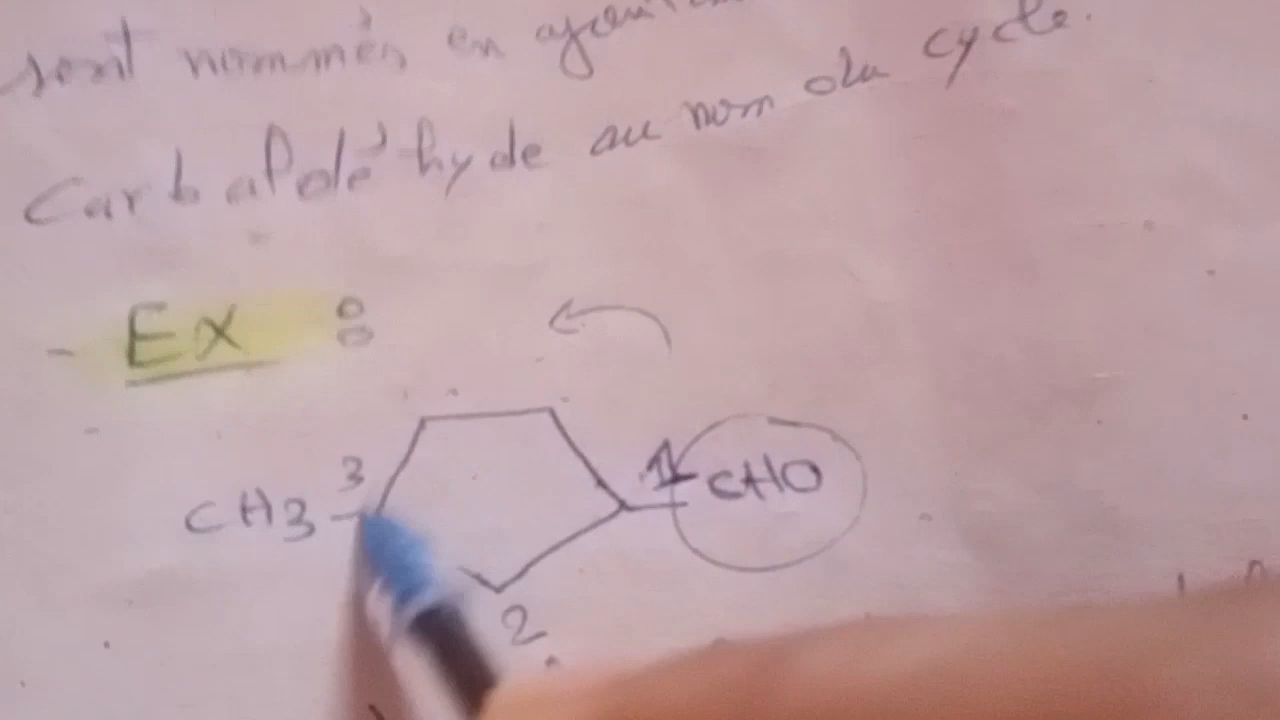 sont nommés en
Carbaldéhyde au nom du cycle.
- Ex :
CH3 3 1 CHO
2